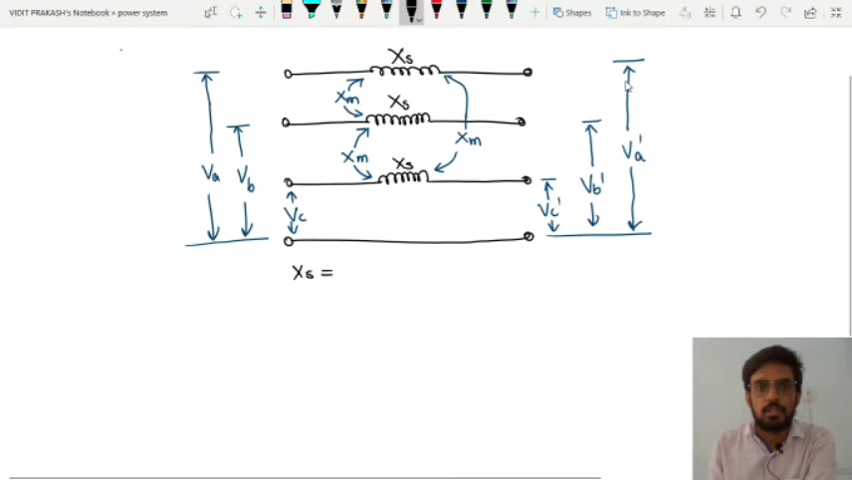 VIDIT PRAKASH's Notebook » power system
Shapes
Ink to Shape
Xs
Xm
Xs
Xm
Xm
Xs
Va
Vb
Vc
Va'
Vb'
Vc'
Xs =